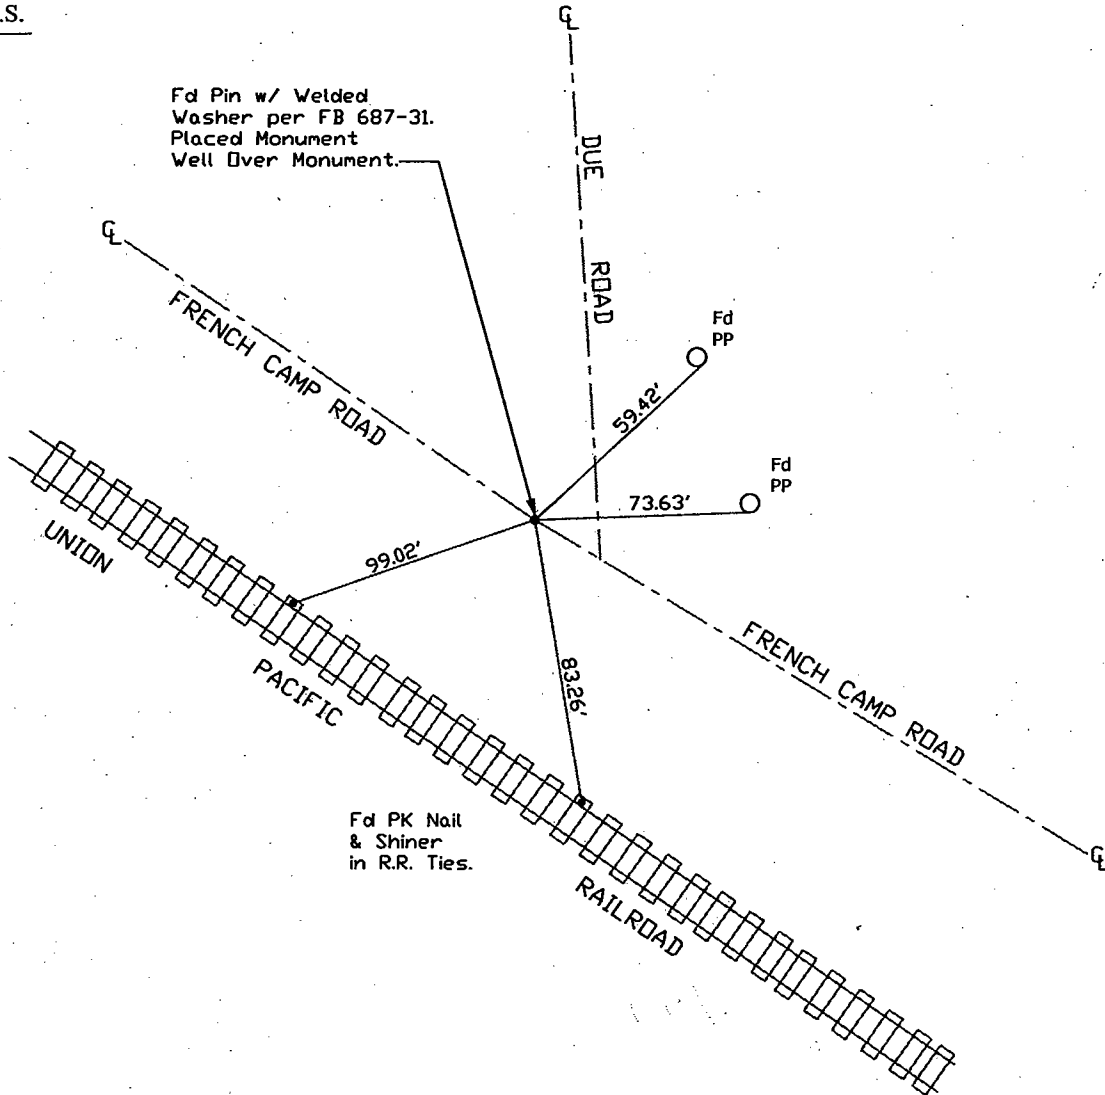 .S.
℄
Fd Pin w/ Welded
Washer per FB 687-31.
Placed Monument
Well Over Monument.
DUE
ROAD
℄
FRENCH CAMP ROAD
Fd
PP
59.42'
Fd
PP
73.63'
99.02'
UNION
PACIFIC
83.26'
FRENCH CAMP ROAD
Fd PK Nail
& Shiner
in R.R. Ties.
℄
RAILROAD